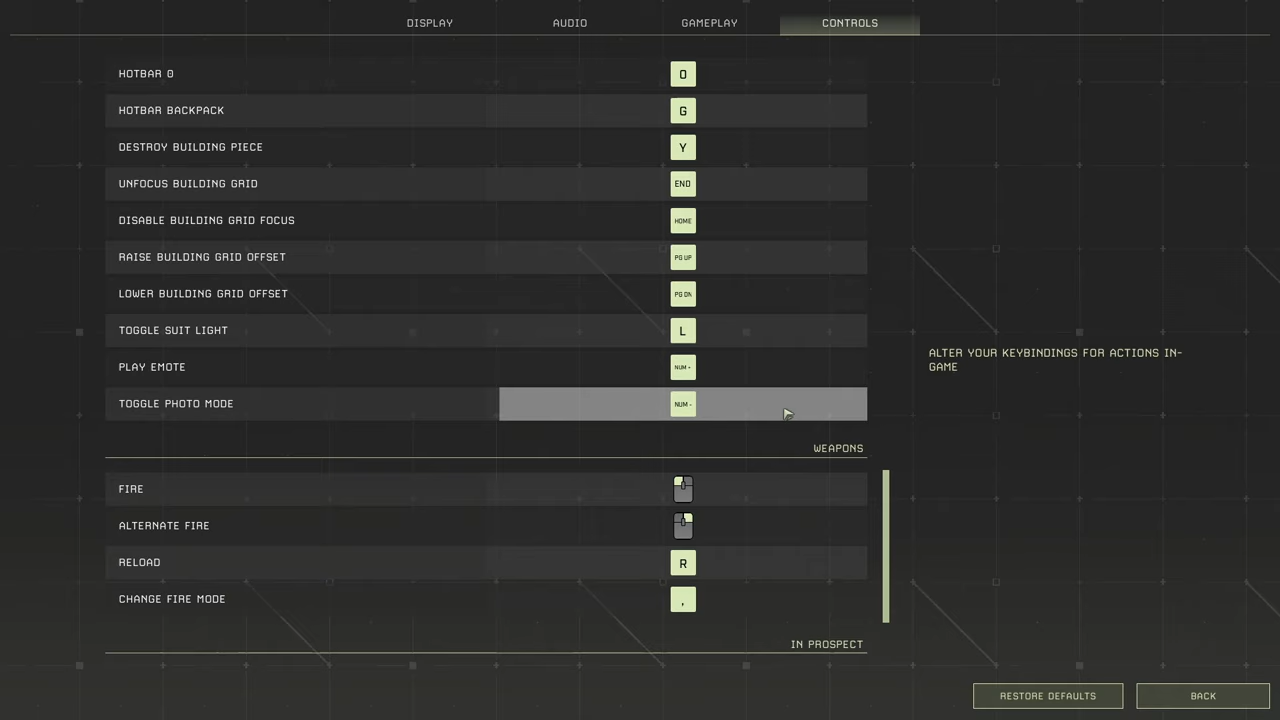 DISPLAY AUDIO GAMEPLAY CONTROLS
HOTBAR 0 0
HOTBAR BACKPACK G
DESTROY BUILDING PIECE Y
UNFOCUS BUILDING GRID END
DISABLE BUILDING GRID FOCUS HOME
RAISE BUILDING GRID OFFSET PG UP
LOWER BUILDING GRID OFFSET PG DN
TOGGLE SUIT LIGHT L
PLAY EMOTE NUM +
TOGGLE PHOTO MODE NUM -
WEAPONS
FIRE
ALTERNATE FIRE
RELOAD R
CHANGE FIRE MODE ,
IN PROSPECT
ALTER YOUR KEYBINDINGS FOR ACTIONS IN-
GAME
RESTORE DEFAULTS BACK